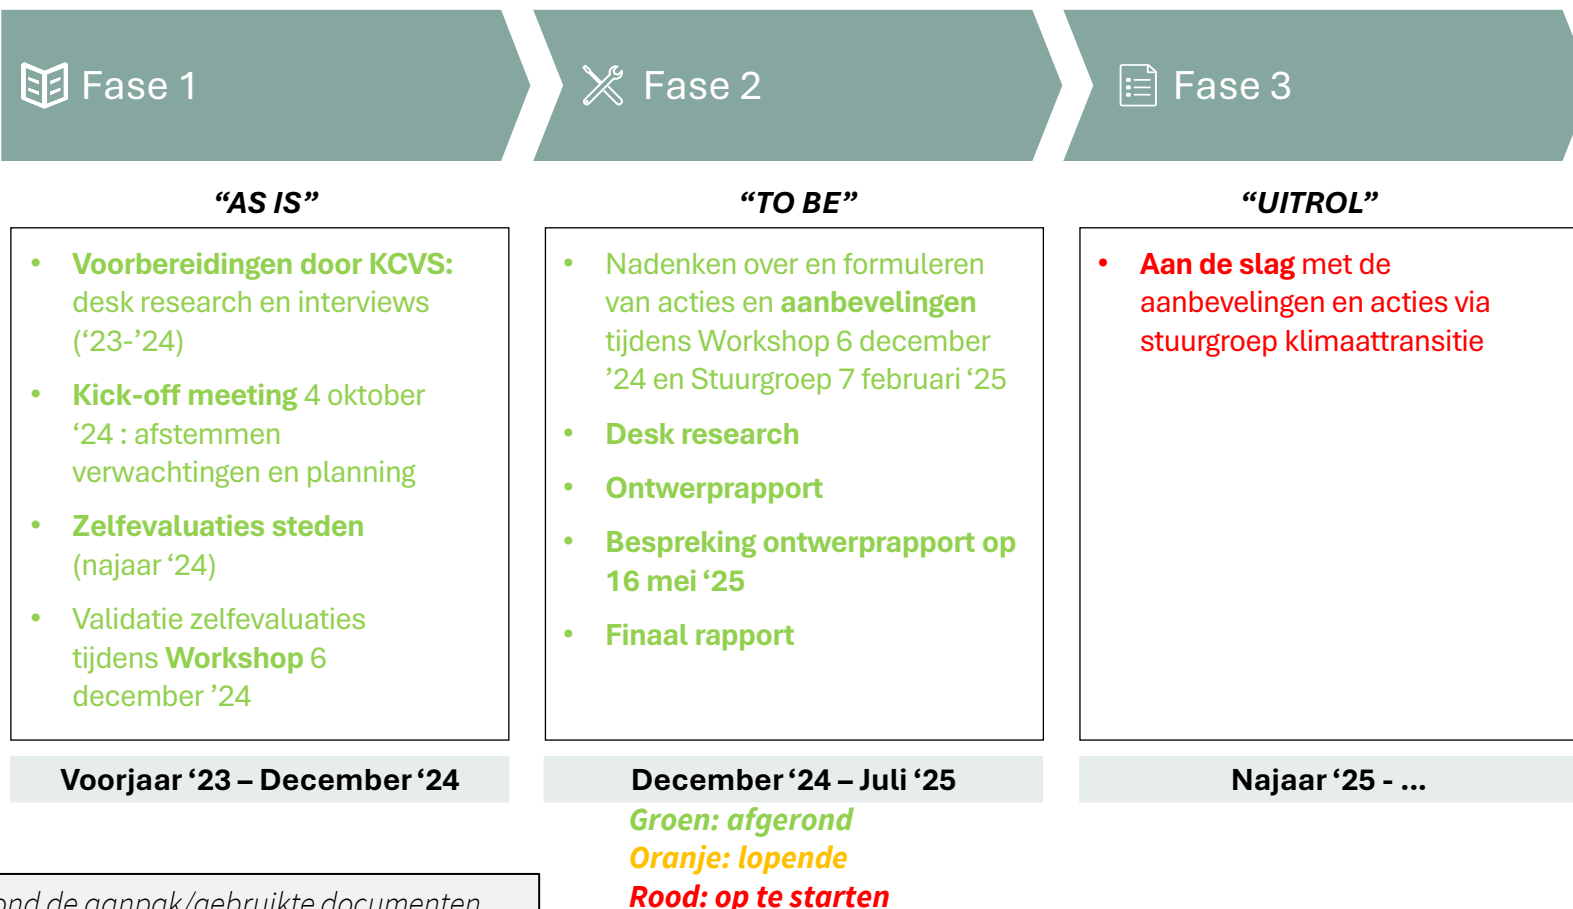 Fase 1
Fase 2
Fase 3
“AS IS”
• Voorbereidingen door KCVS:
desk research en interviews
(‘23-’24)
• Kick-off meeting 4 oktober
‘24 : afstemmen
verwachtingen en planning
• Zelfevaluaties steden
(najaar ‘24)
• Validatie zelfevaluaties
tijdens Workshop 6
december ’24
Voorjaar ‘23 – December ‘24
“TO BE”
• Nadenken over en formuleren
van acties en aanbevelingen
tijdens Workshop 6 december
’24 en Stuurgroep 7 februari ‘25
• Desk research
• Ontwerprapport
• Bespreking ontwerprapport op
16 mei ‘25
• Finaal rapport
December ‘24 – Juli ‘25
“UITROL”
• Aan de slag met de
aanbevelingen en acties via
stuurgroep klimaattransitie
Najaar ‘25 - ...
Groen: afgerond
Oranje: lopende
Rood: op te starten
de aanpak/gebruikte documenten